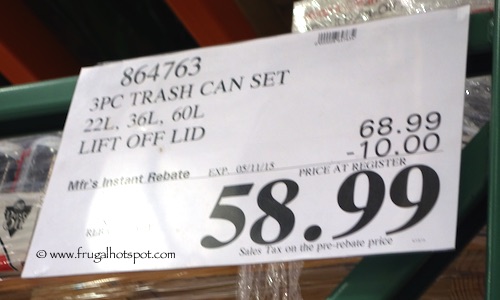 864763
3PC TRASH CAN SET
22L, 36L, 60L
LIFT OFF LID
68.99
-10.00
Mfr's Instant Rebate EXP. 05/11/15 PRICE AT REGISTER
58.99
Sales Tax on the pre-rebate price
© www.frugalhotspot.com